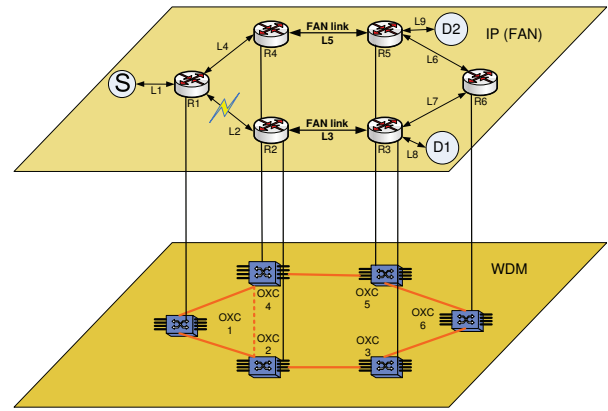 IP (FAN)
L9
D2
FAN link
L5
L4
R4
R5
L6
S
L1
R1
L7
R6
L2
FAN link
L3
R2
R3
L8
D1
WDM
OXC
4
OXC
5
OXC
1
OXC
6
OXC
2
OXC
3